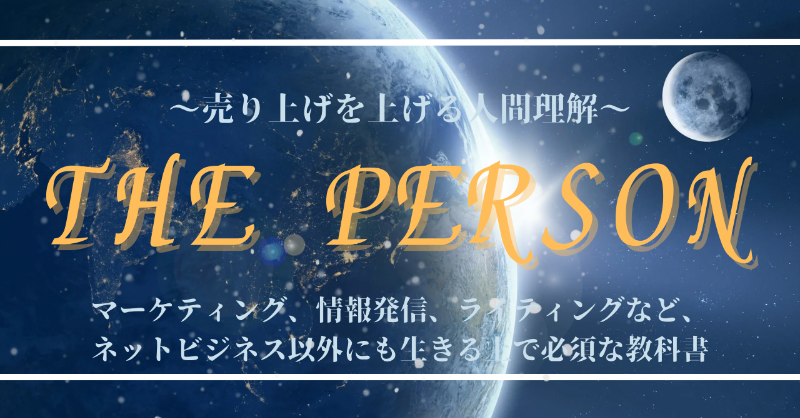 〜売り上げを上げる人間理解〜
THE PERSON
マーケティング、情報発信、ライティングなど、
ネットビジネス以外にも生きる上で必須な教科書